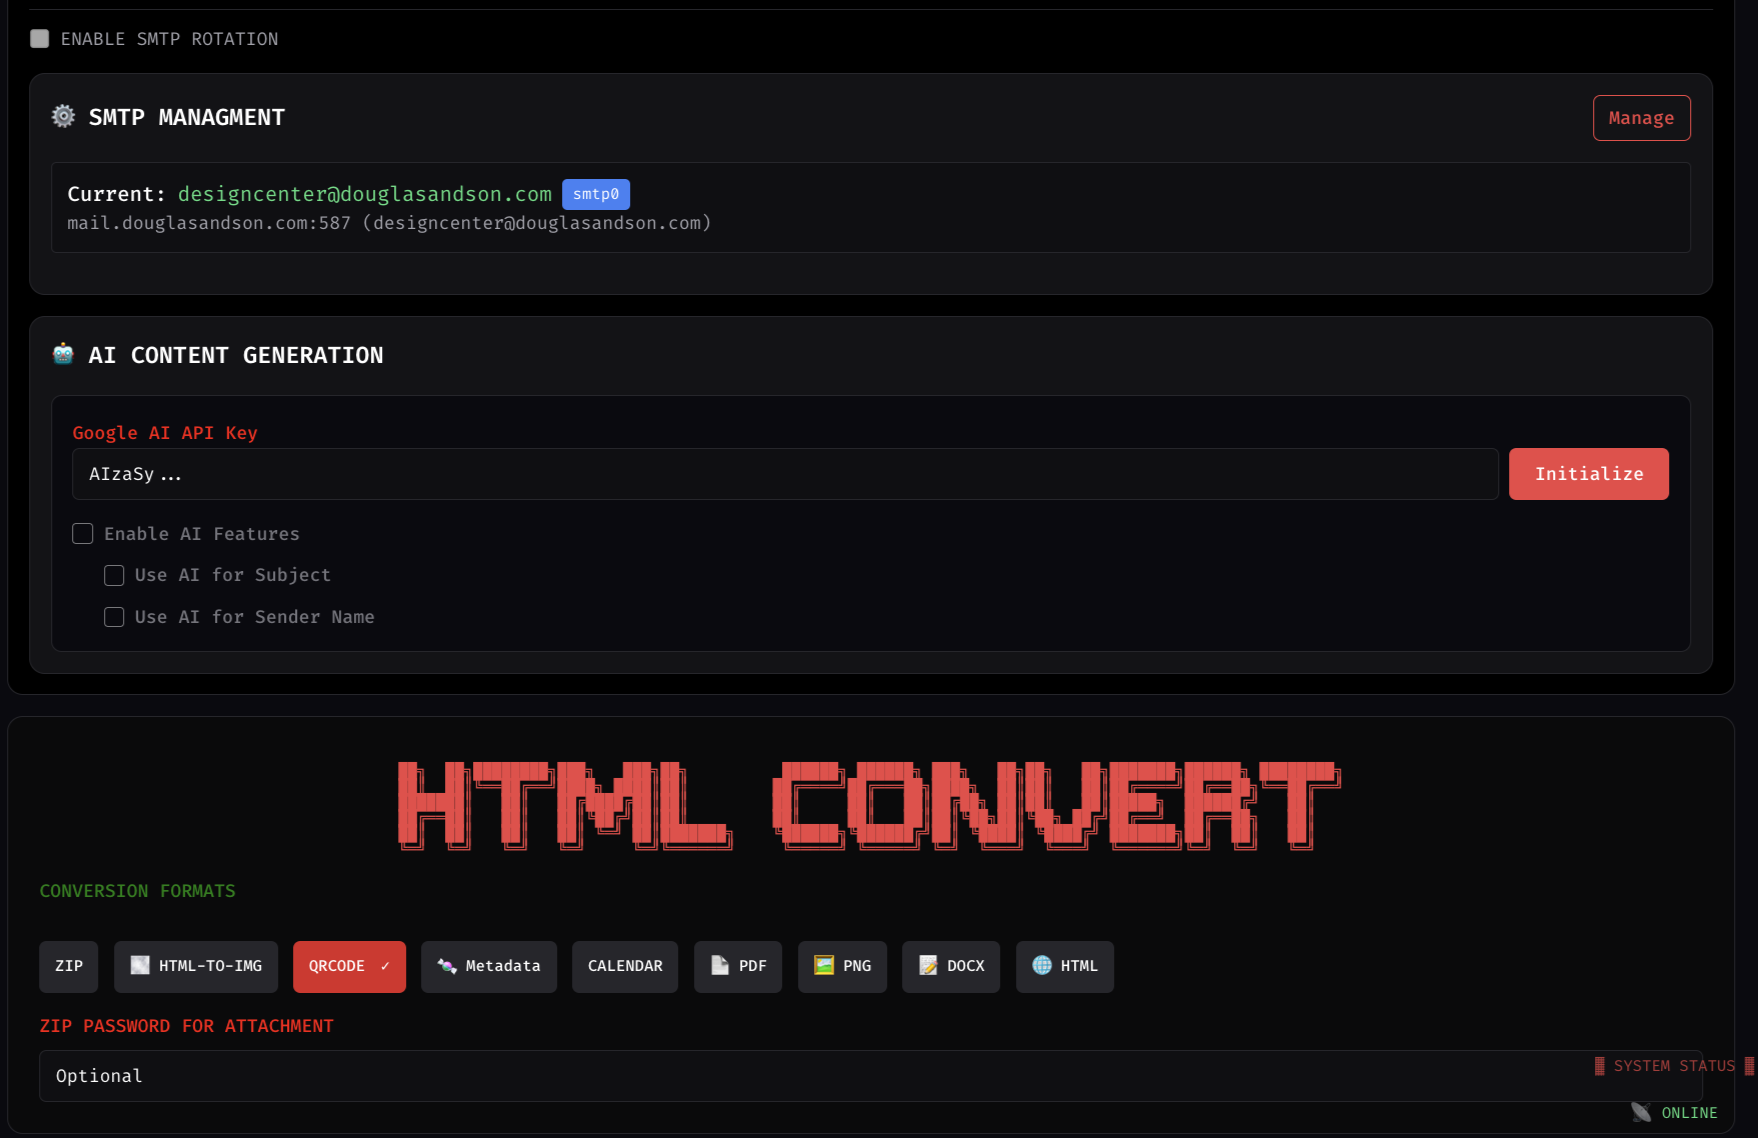 ENABLE SMTP ROTATION
SMTP MANAGMENT
Manage
Current: designcenter@douglasandson.com smtp0
mail.douglasandson.com:587 (designcenter@douglasandson.com)
AI CONTENT GENERATION
Google AI API Key
AIzaSy...
Initialize
Enable AI Features
Use AI for Subject
Use AI for Sender Name
HTML CONVERT
CONVERSION FORMATS
ZIP HTML-TO-IMG QRCODE ✓ Metadata CALENDAR PDF PNG DOCX HTML
ZIP PASSWORD FOR ATTACHMENT
Optional
SYSTEM STATUS
ONLINE